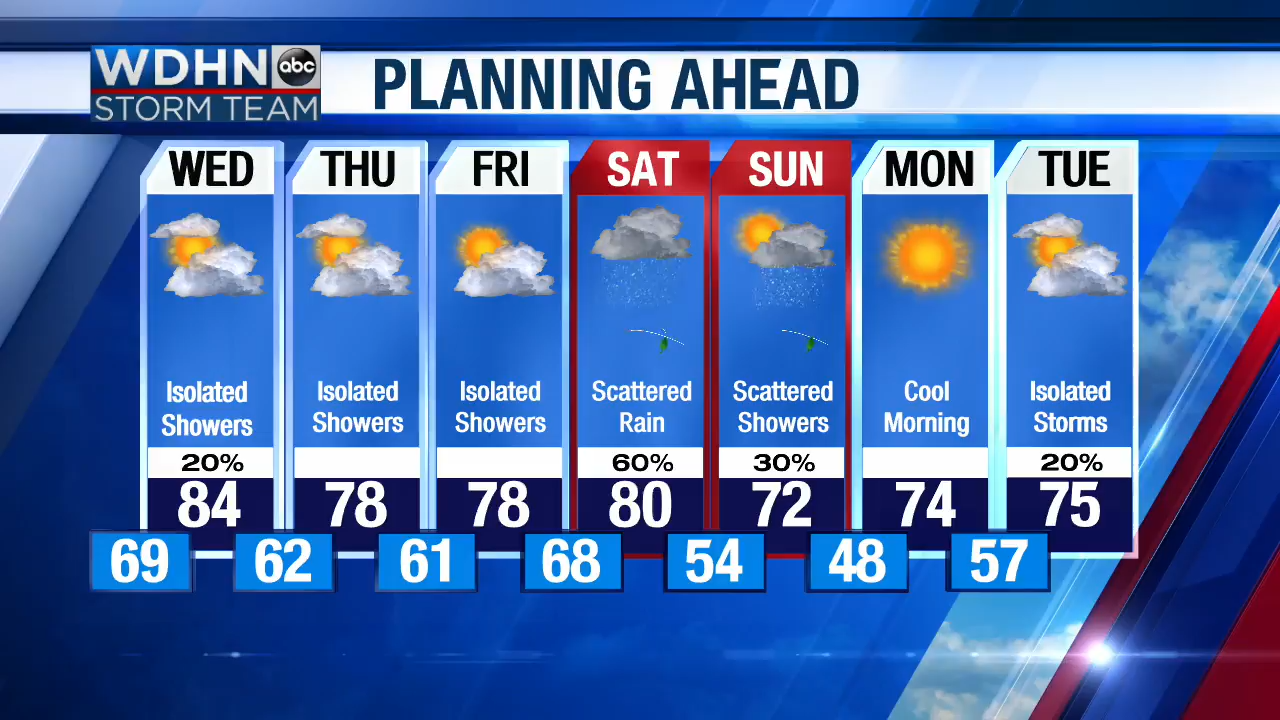 WDHN abc
STORM TEAM
PLANNING AHEAD
WED THU FRI SAT SUN MON TUE
Isolated Isolated Isolated Scattered Scattered Cool Isolated
Showers Showers Showers Rain Showers Morning Storms
20% 60% 30% 20%
84 78 78 80 72 74 75
69 62 61 68 54 48 57